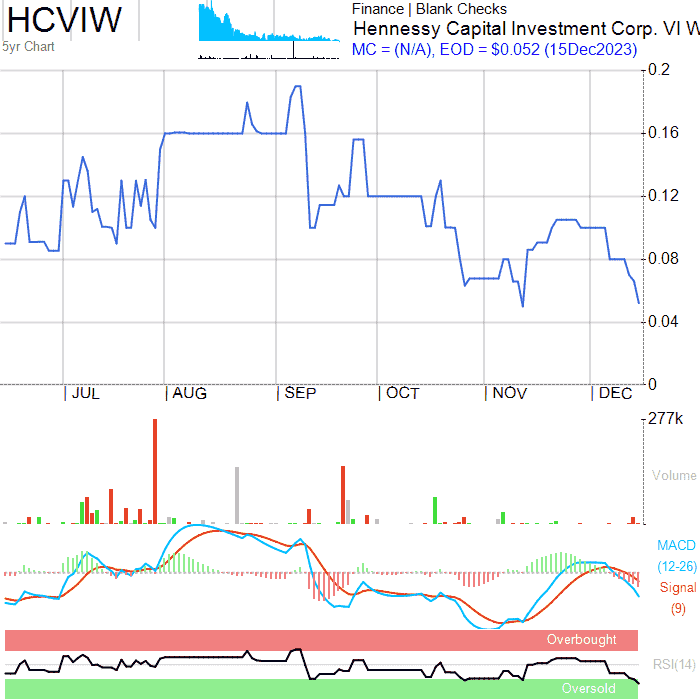 HCVIW
5yr Chart
Finance | Blank Checks
Hennessy Capital Investment Corp. VI W
MC = (N/A), EOD = $0.052 (15Dec2023)
0.2
0.16
0.12
0.08
0.04
0
JUL AUG SEP OCT NOV DEC
277k
Volume
MACD
(12-26)
Signal
(9)
Overbought
RSI(14)
Oversold